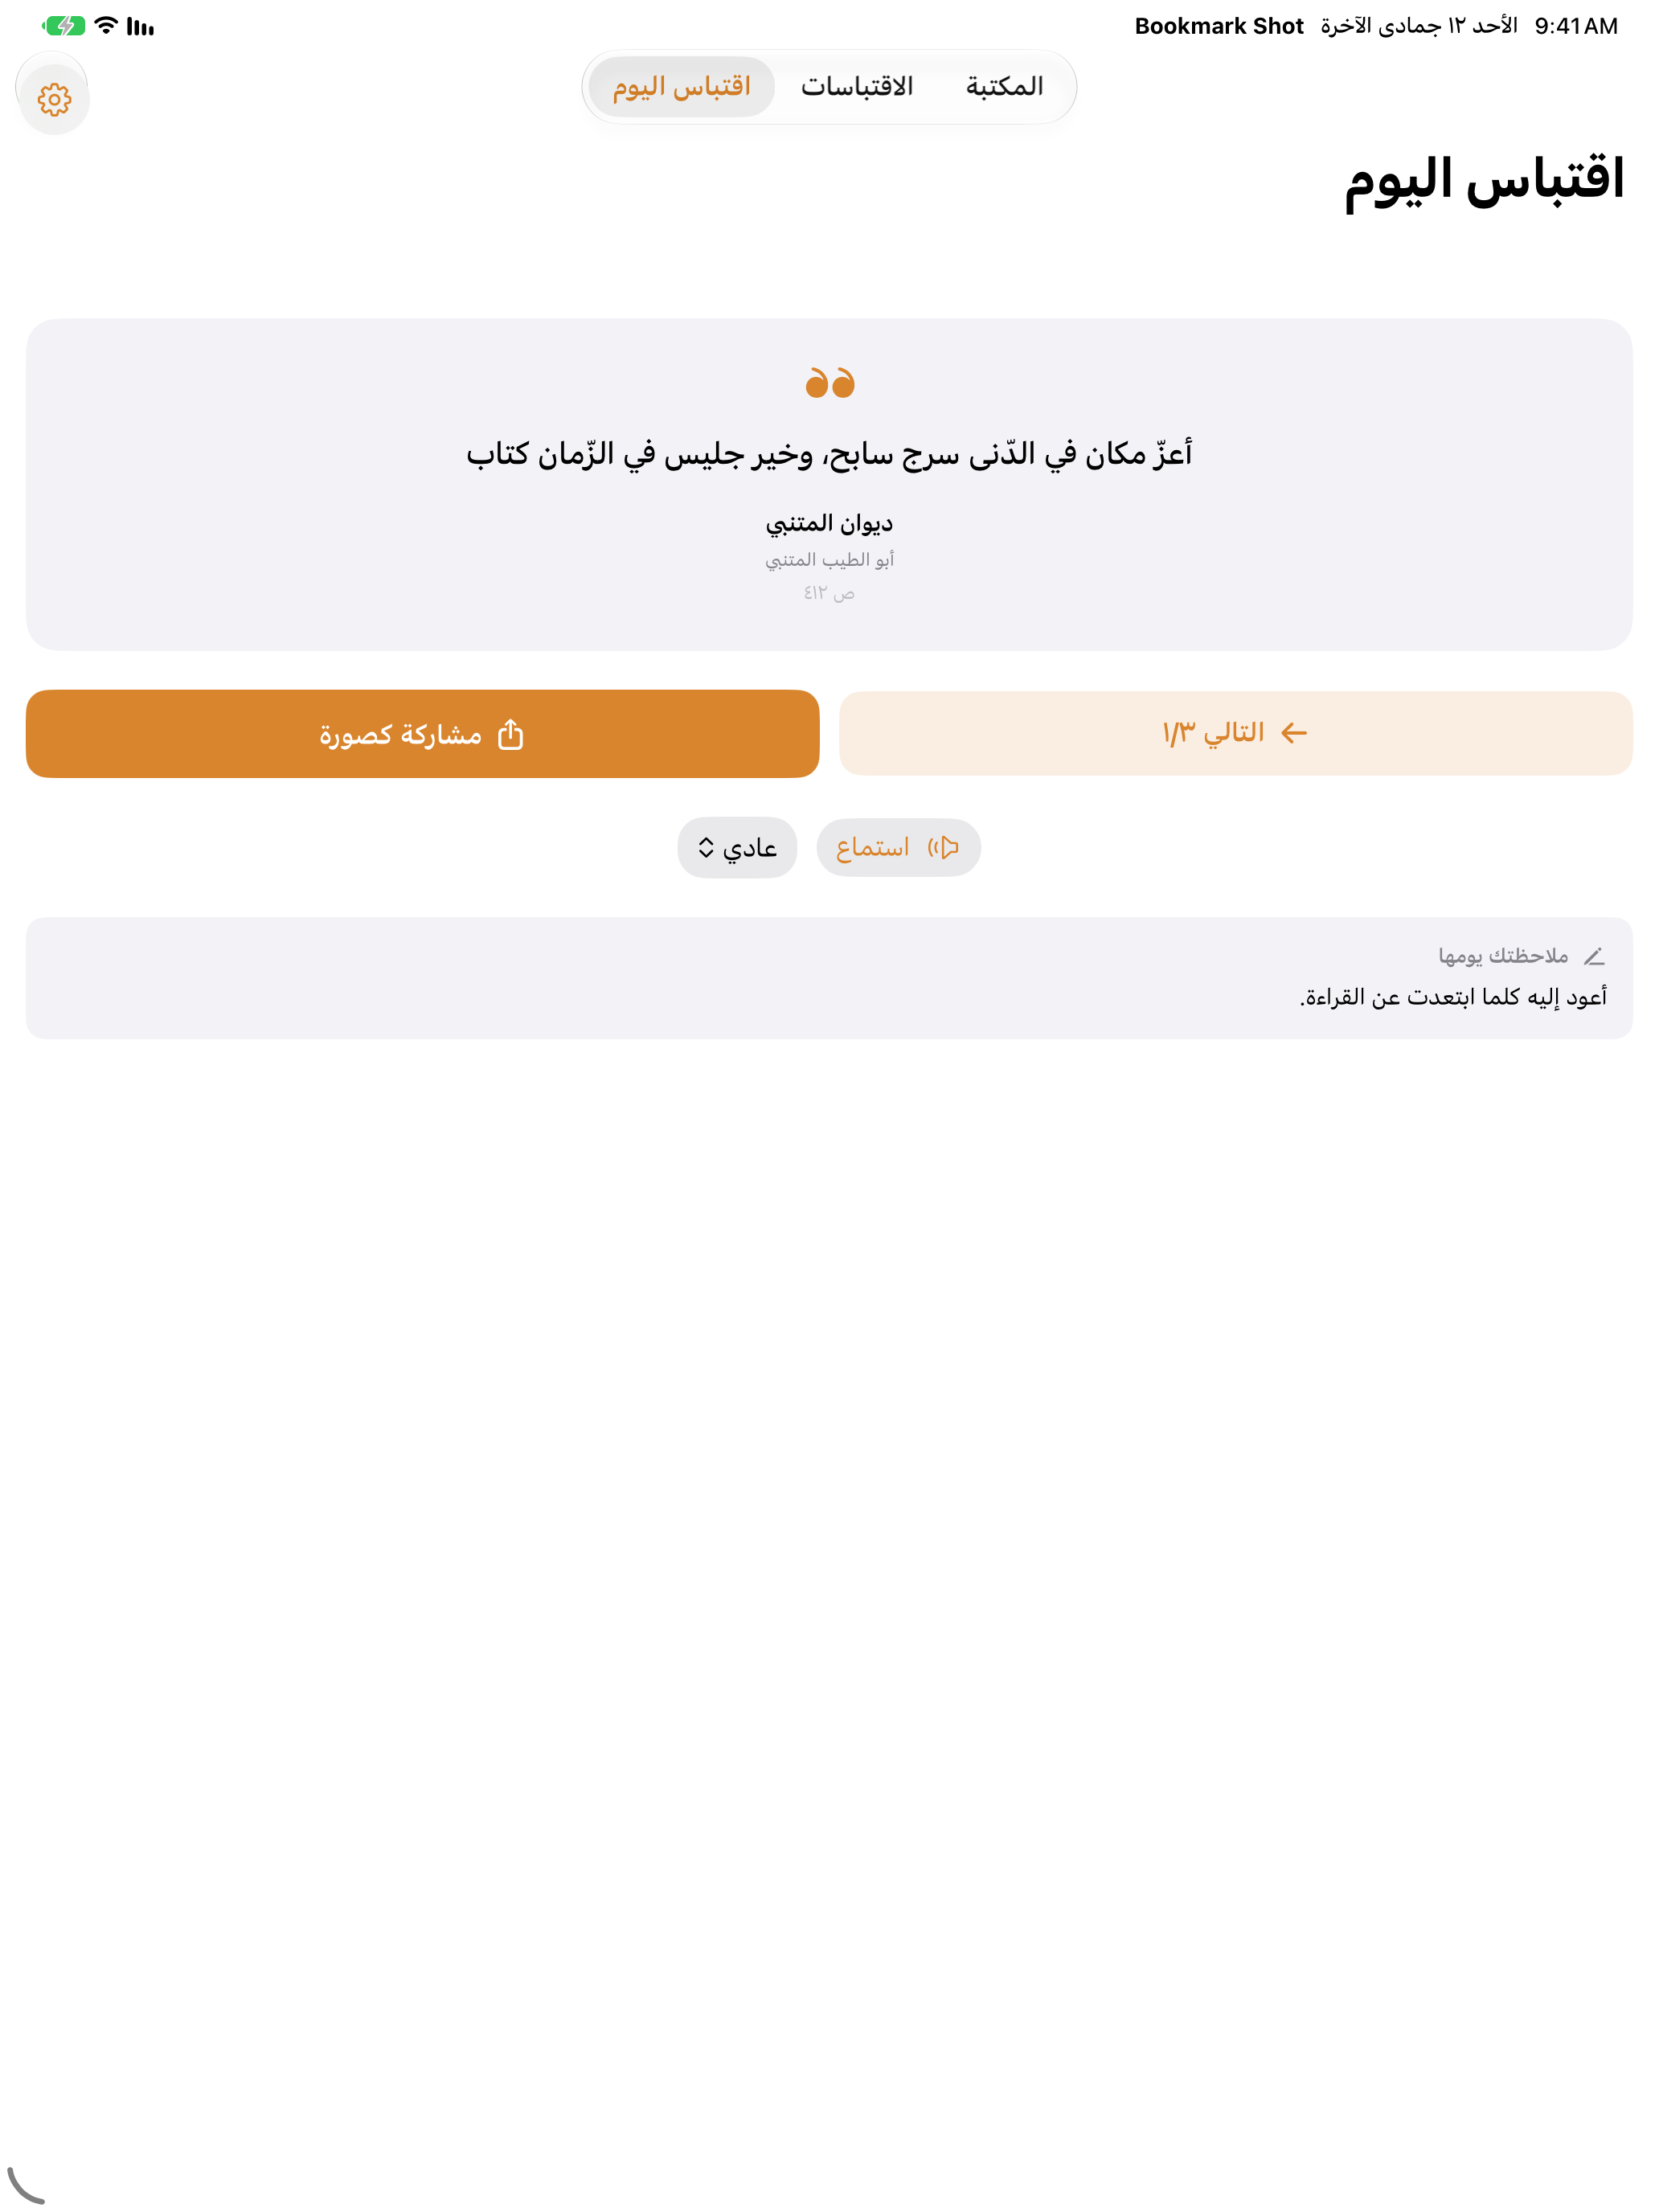 9:41 AM الأحد ١٢ جمادى الآخرة Bookmark Shot
المكتبة الاقتباسات اقتباس اليوم
اقتباس اليوم
أعزّ مكان في الدّنى سرج سابح، وخير جليس في الزّمان كتاب
ديوان المتنبي
أبو الطيب المتنبي
ص ٤١٢
التالي ١/٣
مشاركة كصورة
استماع
عادي
ملاحظتك يومها
أعود إليه كلما ابتعدت عن القراءة.